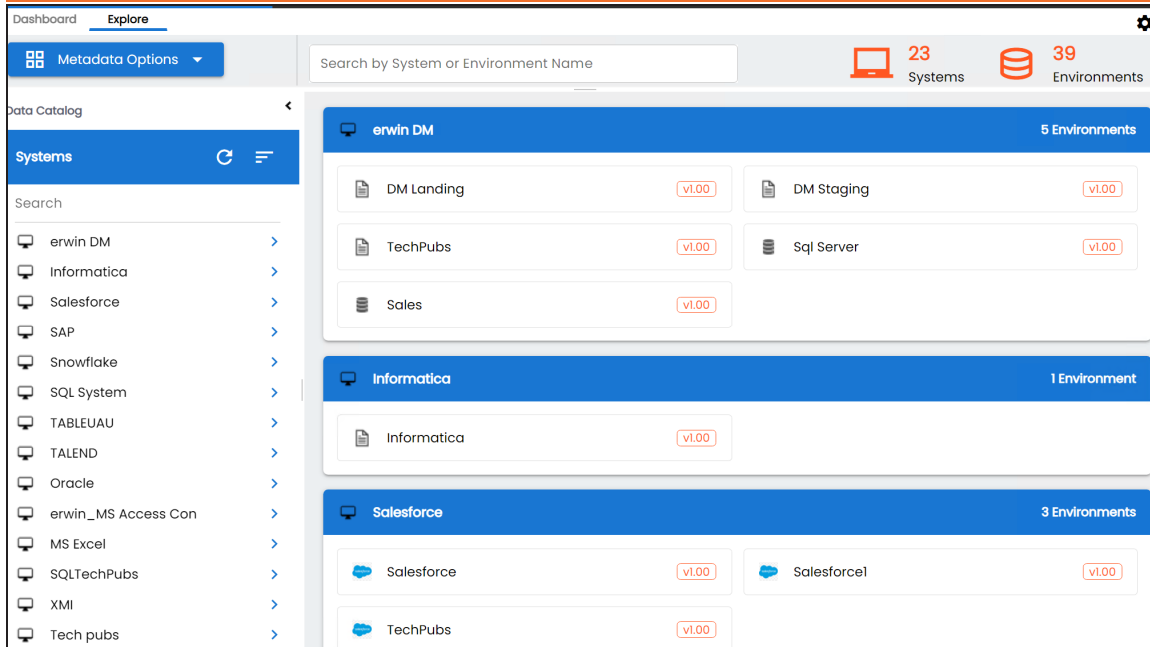 Dashboard Explore
Metadata Options
Search by System or Environment Name
23
Systems
39
Environments
Data Catalog
Systems
Search
erwin DM
Informatica
Salesforce
SAP
Snowflake
SQL System
TABLEUAU
TALEND
Oracle
erwin_MS Access Con
MS Excel
SQLTechPubs
XMI
Tech pubs
erwin DM 5 Environments
DM Landing v1.00 DM Staging v1.00
TechPubs v1.00 Sql Server v1.00
Sales v1.00
Informatica 1 Environment
Informatica v1.00
Salesforce 3 Environments
Salesforce v1.00 Salesforce1 v1.00
TechPubs v1.00